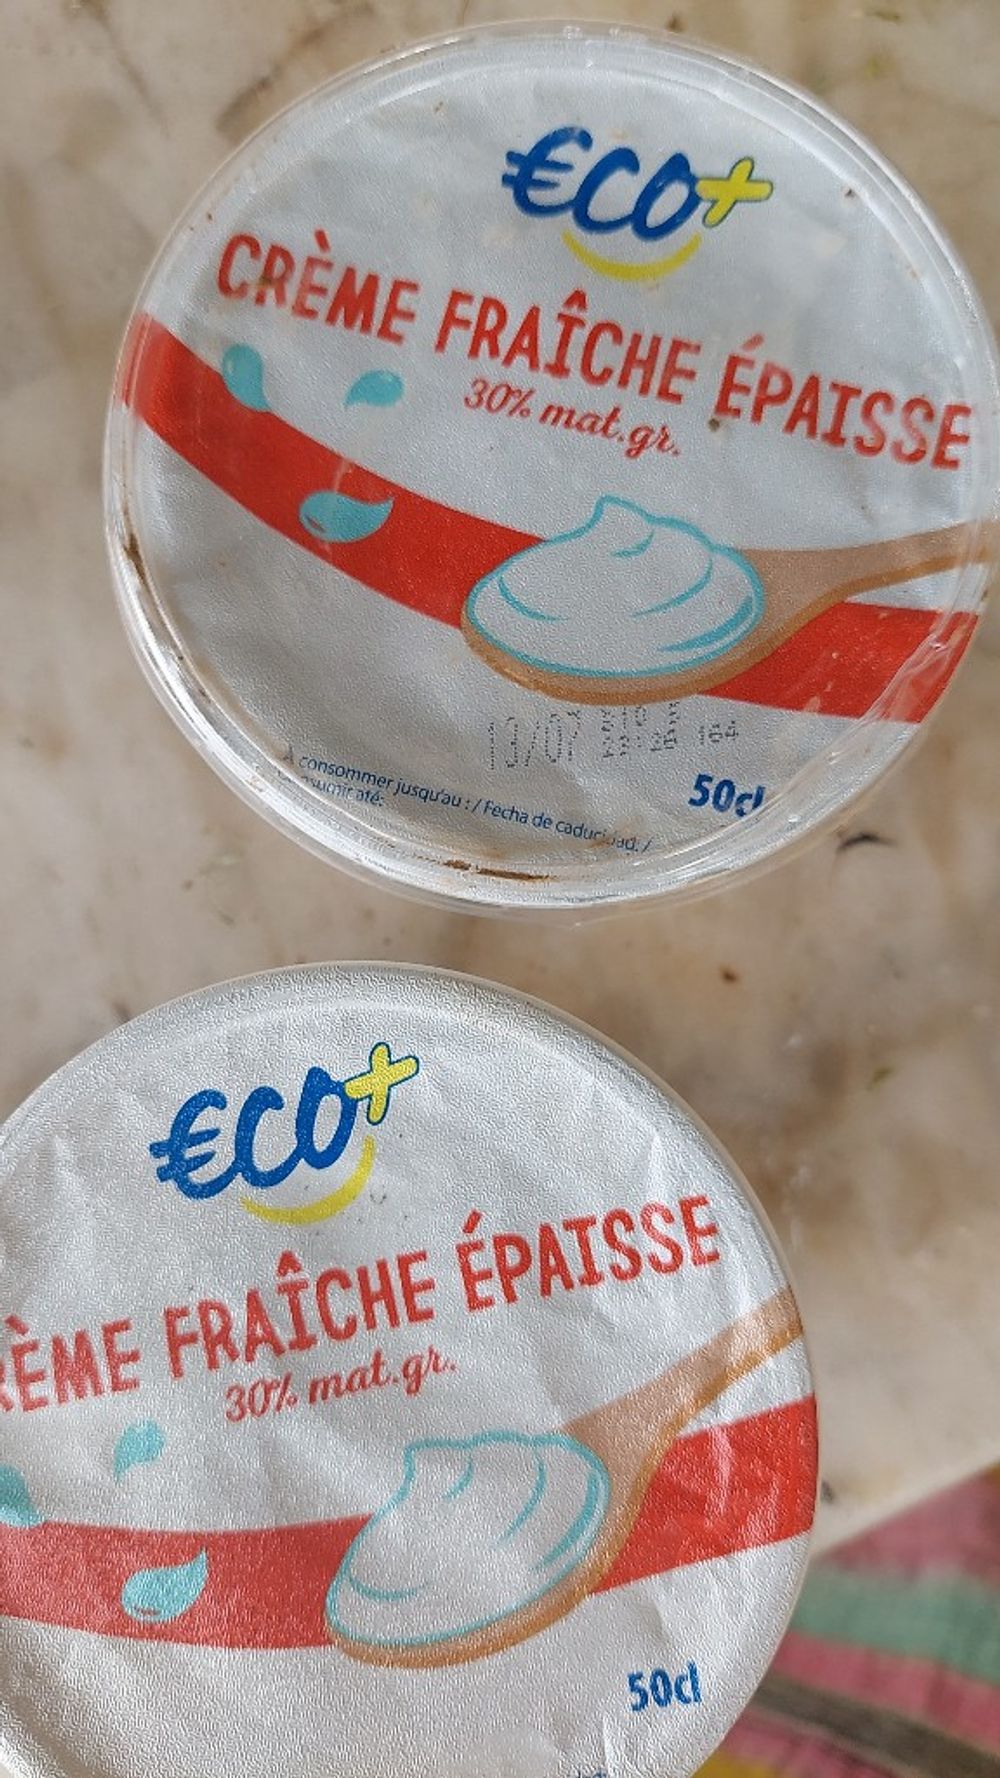 €CO+
CRÈME FRAÎCHE ÉPAISSE
30% mat.gr.
13/07
164
À consommer jusqu'au : / Fecha de caducidad: /
50cl
€CO+
FRAÎCHE ÉPAISSE
30% mat.gr.
50cl